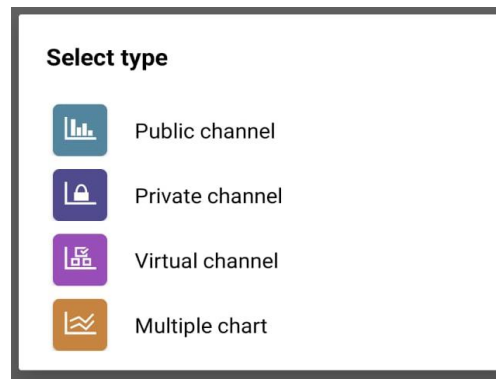 Select type
Public channel
Private channel
Virtual channel
Multiple chart